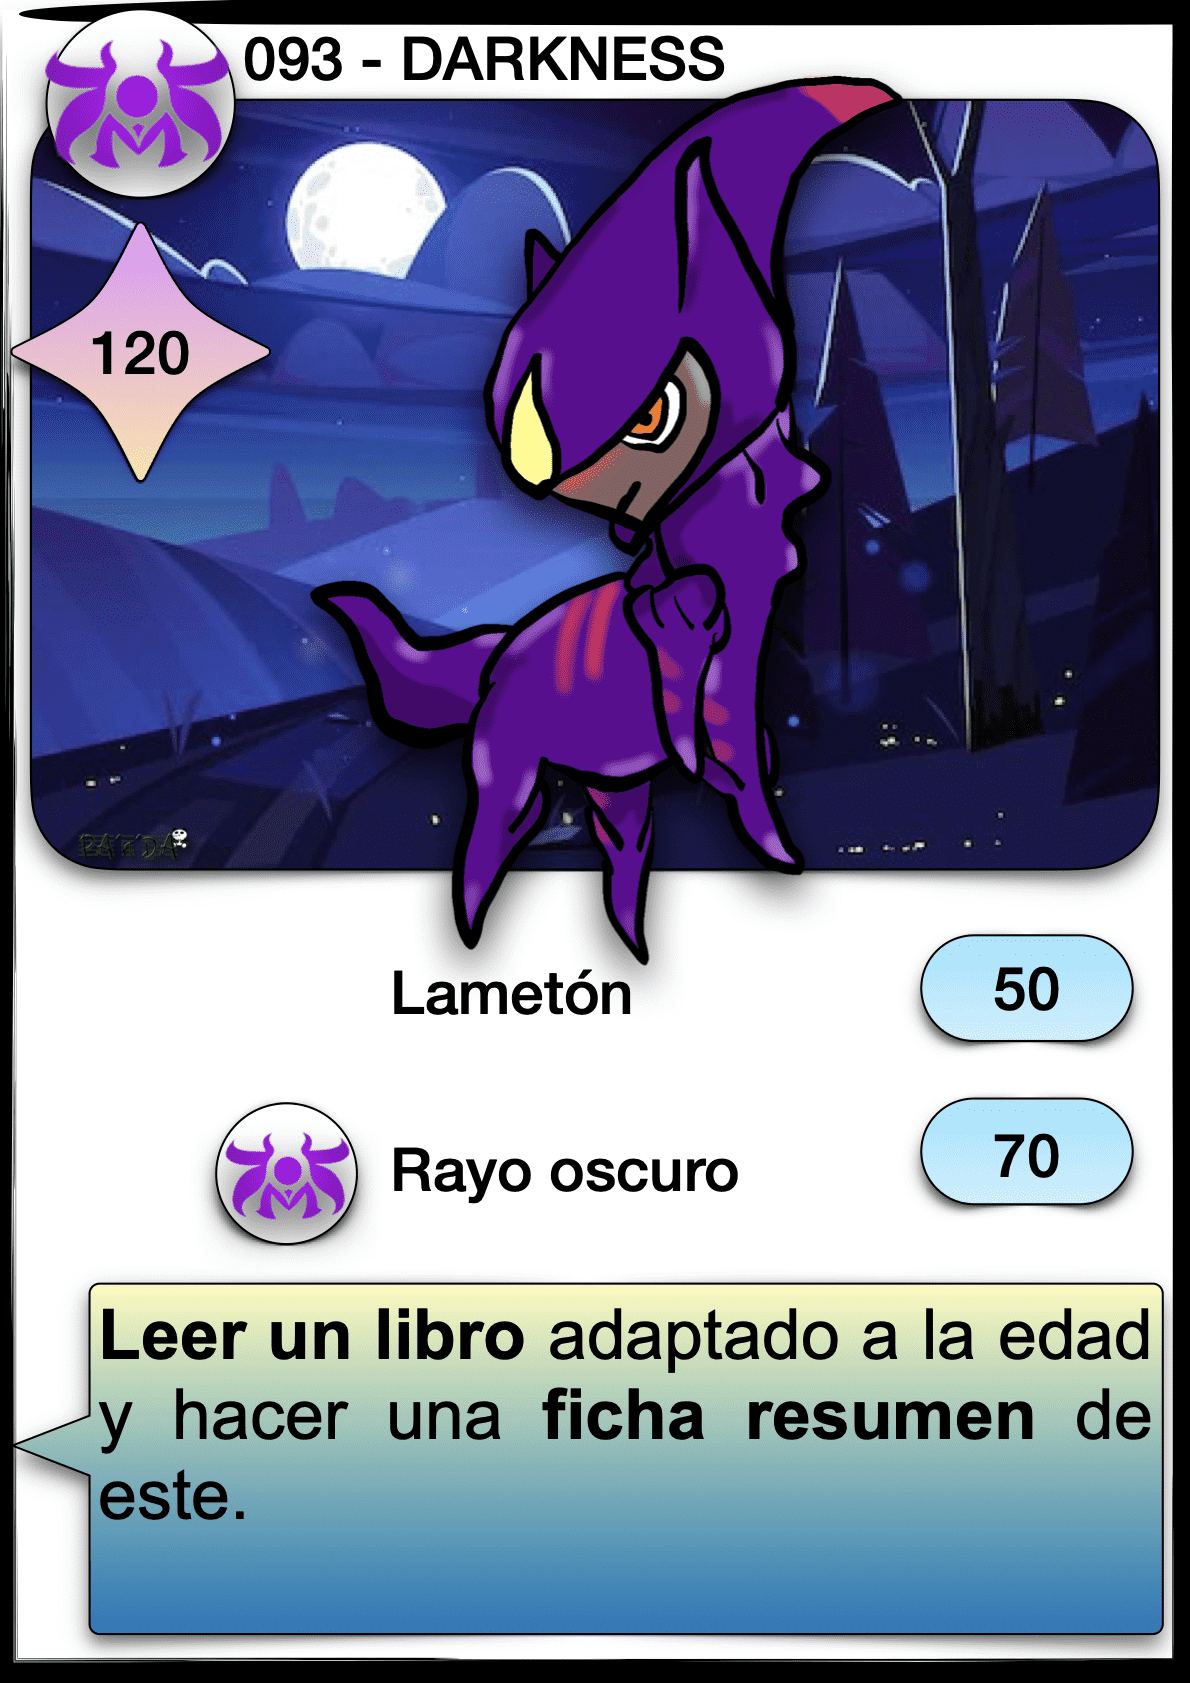 093 - DARKNESS
120
Lametón
50
Rayo oscuro
70
Leer un libro adaptado a la edad
y hacer una ficha resumen de
este.